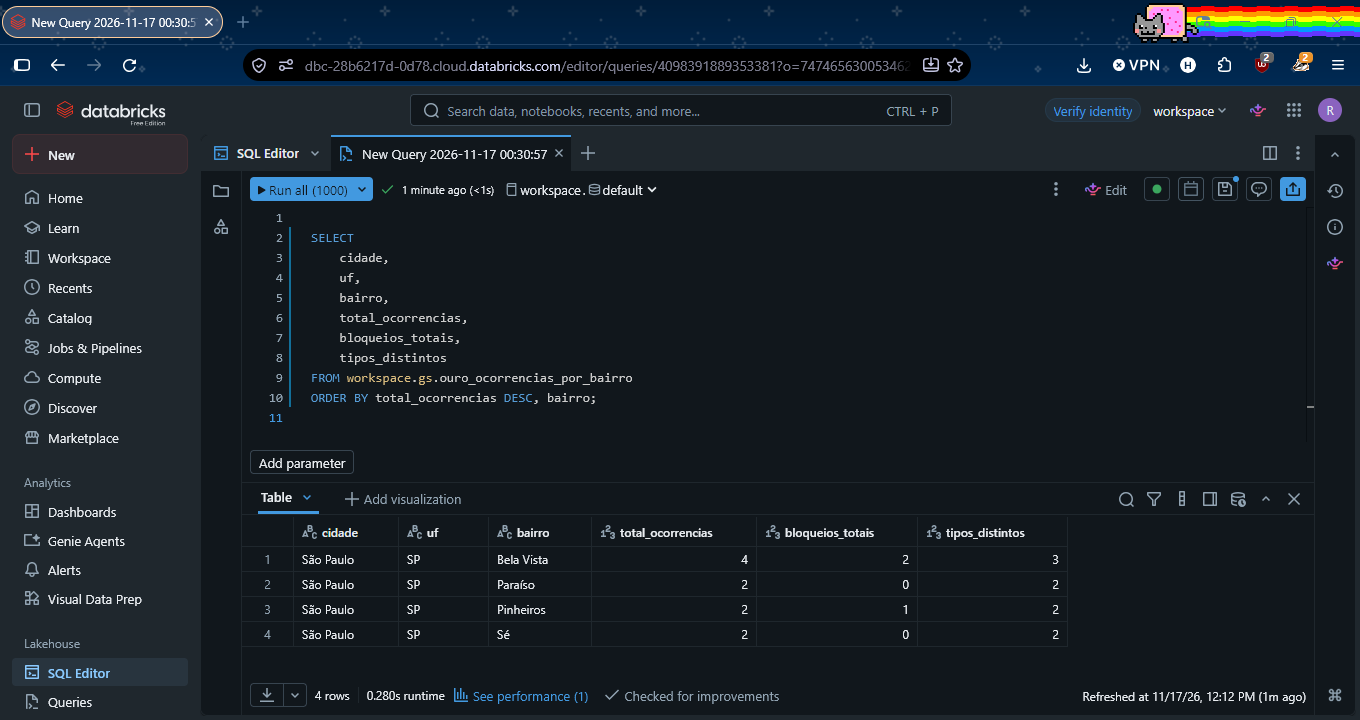 New Query 2026-11-17 00:30:5
dbc-28b6217d-0d78.cloud.databricks.com/editor/queries/4098391889353381?o=74746563005346
VPN
H
2
2
databricks
Free Edition
Search data, notebooks, recents, and more...
CTRL + P
Verify identity
workspace
R
New
Home
Learn
Workspace
Recents
Catalog
Jobs & Pipelines
Compute
Discover
Marketplace
Analytics
Dashboards
Genie Agents
Alerts
Visual Data Prep
Lakehouse
SQL Editor
Queries
SQL Editor
New Query 2026-11-17 00:30:57
Run all (1000)
1 minute ago (<1s)
workspace.
default
Edit
1
2 SELECT
3 cidade,
4 uf,
5 bairro,
6 total_ocorrencias,
7 bloqueios_totais,
8 tipos_distintos
9 FROM workspace.gs.ouro_ocorrencias_por_bairro
10 ORDER BY total_ocorrencias DESC, bairro;
11
Add parameter
Table
Add visualization
cidade uf bairro total_ocorrencias bloqueios_totais tipos_distintos
1 São Paulo SP Bela Vista 4 2 3
2 São Paulo SP Paraíso 2 0 2
3 São Paulo SP Pinheiros 2 1 2
4 São Paulo SP Sé 2 0 2
4 rows
0.280s runtime
See performance (1)
Checked for improvements
Refreshed at 11/17/26, 12:12 PM (1m ago)